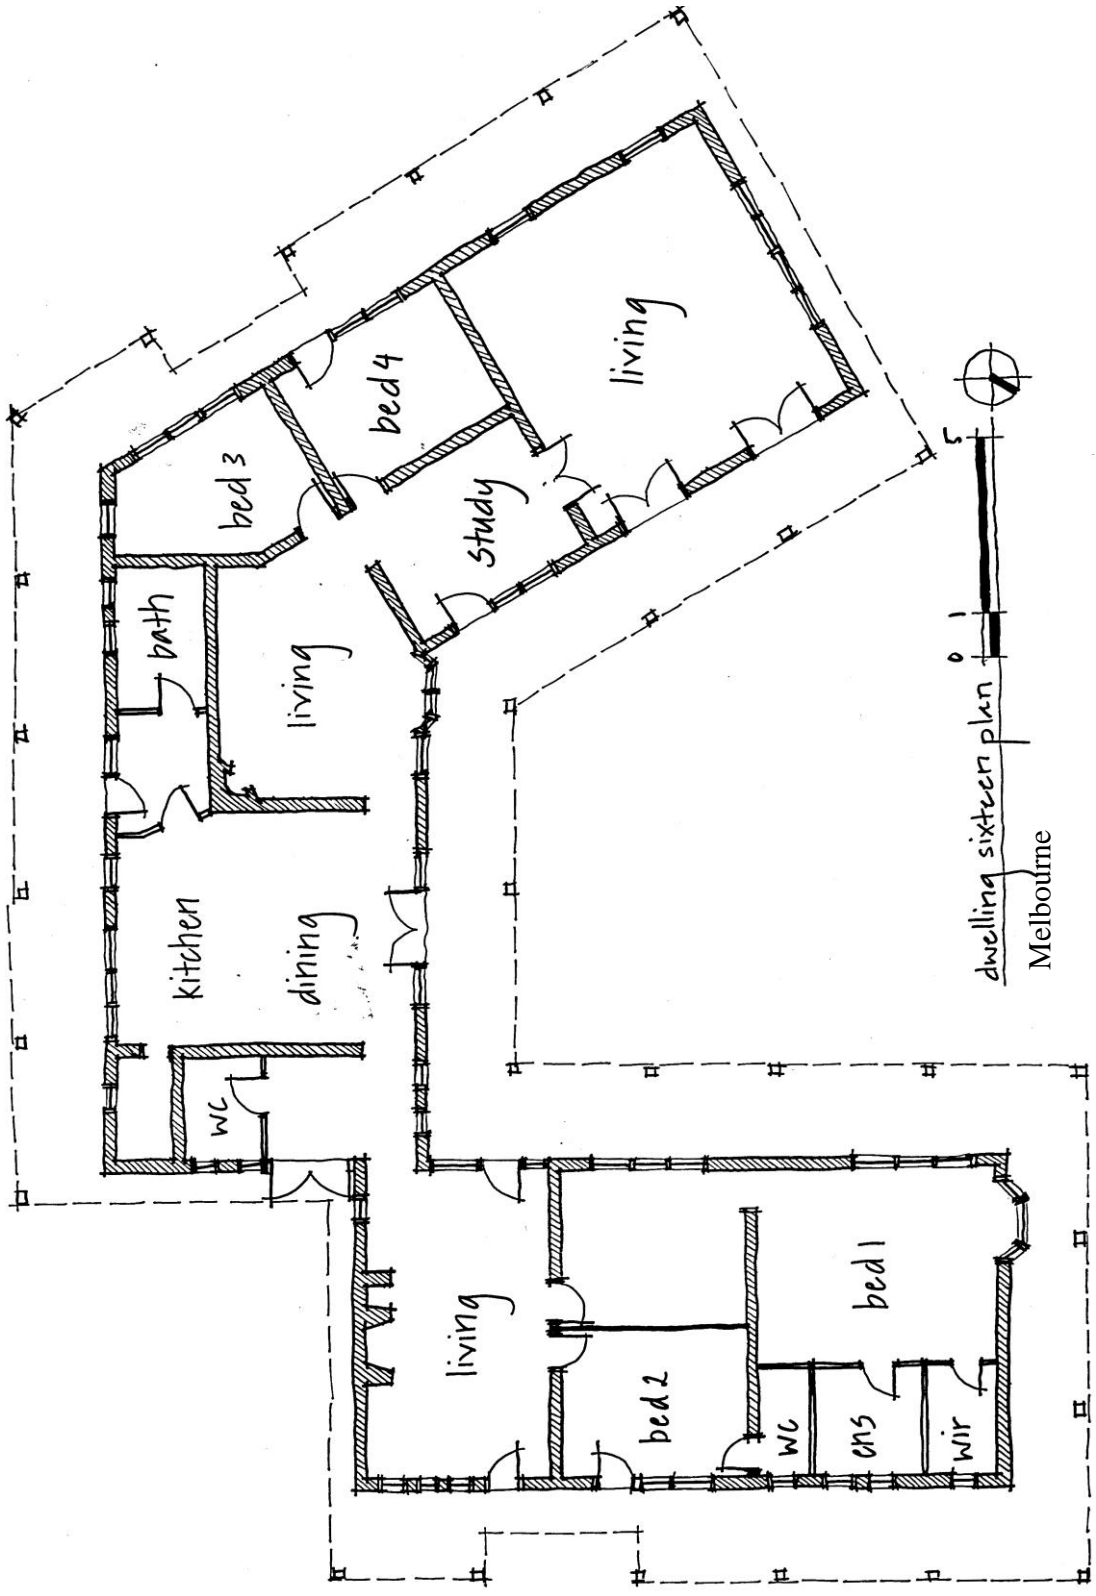 kitchen
dining
wc
bath
living
bed 3
bed 4
study
living
living
bed 2
bed 1
wc
ens
wir
0 1 5
dwelling sixteen plan
Melbourne